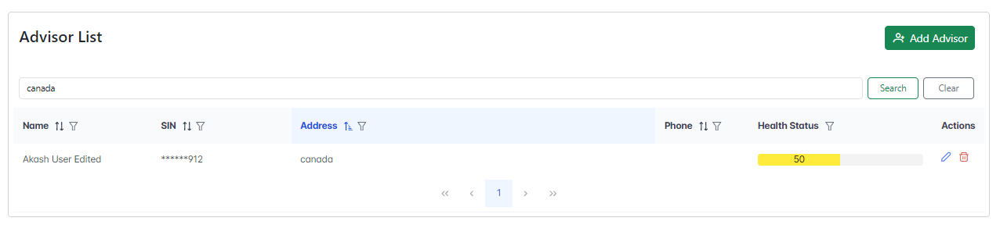 Advisor List
Add Advisor
canada
Search
Clear
Name SIN Address Phone Health Status Actions
Akash User Edited ******912 canada 50
« ‹ 1 › »